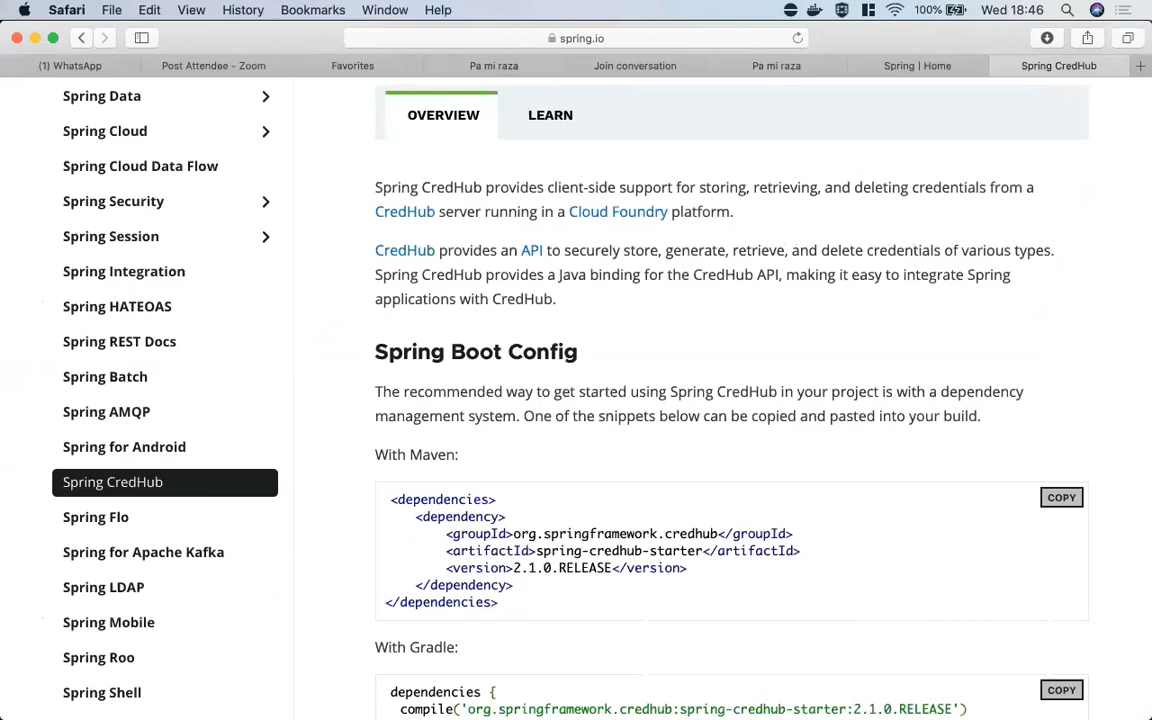 Safari File Edit View History Bookmarks Window Help 100% Wed 18:46
spring.io
(1) WhatsApp Post Attendee - Zoom Favorites Pa mi raza Join conversation Pa mi raza Spring | Home Spring CredHub
Spring Data
Spring Cloud
Spring Cloud Data Flow
Spring Security
Spring Session
Spring Integration
Spring HATEOAS
Spring REST Docs
Spring Batch
Spring AMQP
Spring for Android
Spring CredHub
Spring Flo
Spring for Apache Kafka
Spring LDAP
Spring Mobile
Spring Roo
Spring Shell
OVERVIEW LEARN
Spring CredHub provides client-side support for storing, retrieving, and deleting credentials from a
CredHub server running in a Cloud Foundry platform.
CredHub provides an API to securely store, generate, retrieve, and delete credentials of various types.
Spring CredHub provides a Java binding for the CredHub API, making it easy to integrate Spring
applications with CredHub.
Spring Boot Config
The recommended way to get started using Spring CredHub in your project is with a dependency
management system. One of the snippets below can be copied and pasted into your build.
With Maven:
COPY
<dependencies>
<dependency>
<groupId>org.springframework.credhub</groupId>
<artifactId>spring-credhub-starter</artifactId>
<version>2.1.0.RELEASE</version>
</dependency>
</dependencies>
With Gradle:
COPY
dependencies {
compile('org.springframework.credhub:spring-credhub-starter:2.1.0.RELEASE')